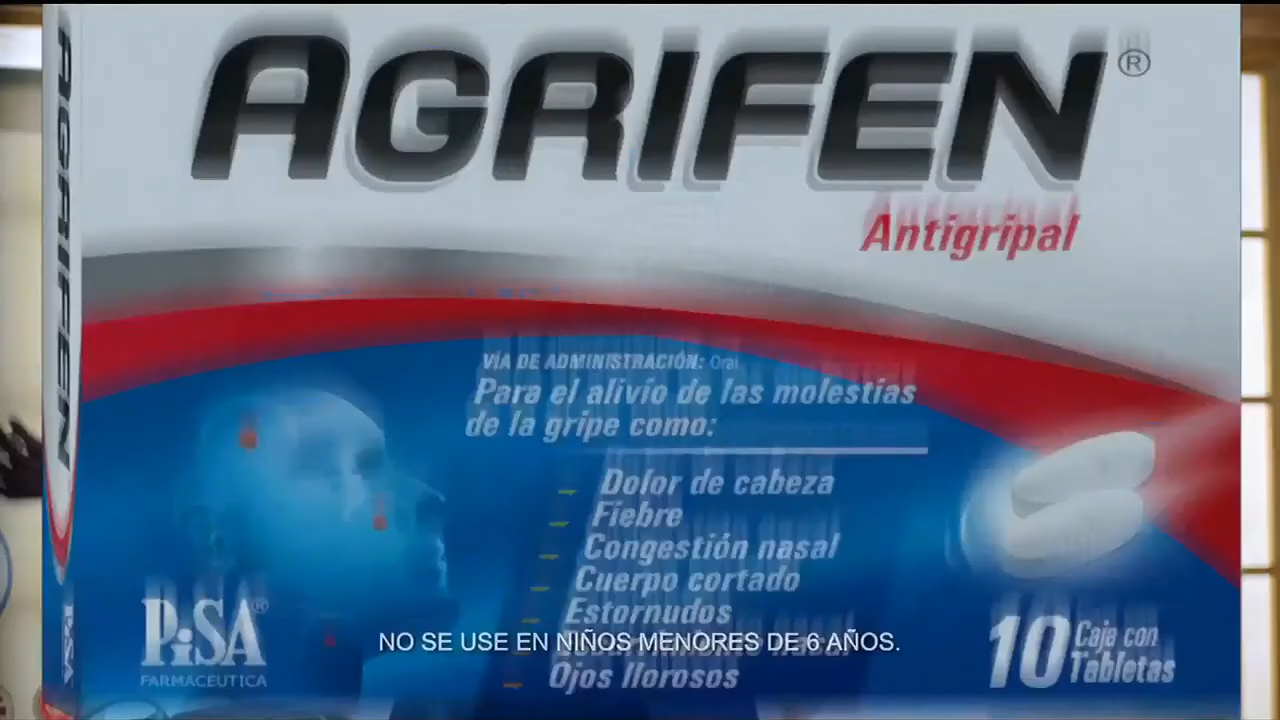 AGRIFEN®
Antigripal
AGRIFEN
VÍA DE ADMINISTRACIÓN: Oral
Para el alivio de las molestias
de la gripe como:
Dolor de cabeza
Fiebre
Congestión nasal
Cuerpo cortado
Estornudos
NO SE USE EN NIÑOS MENORES DE 6 AÑOS.
Ojos llorosos
PiSA®
FARMACEUTICA
PiSA
10 Caja con
Tabletas